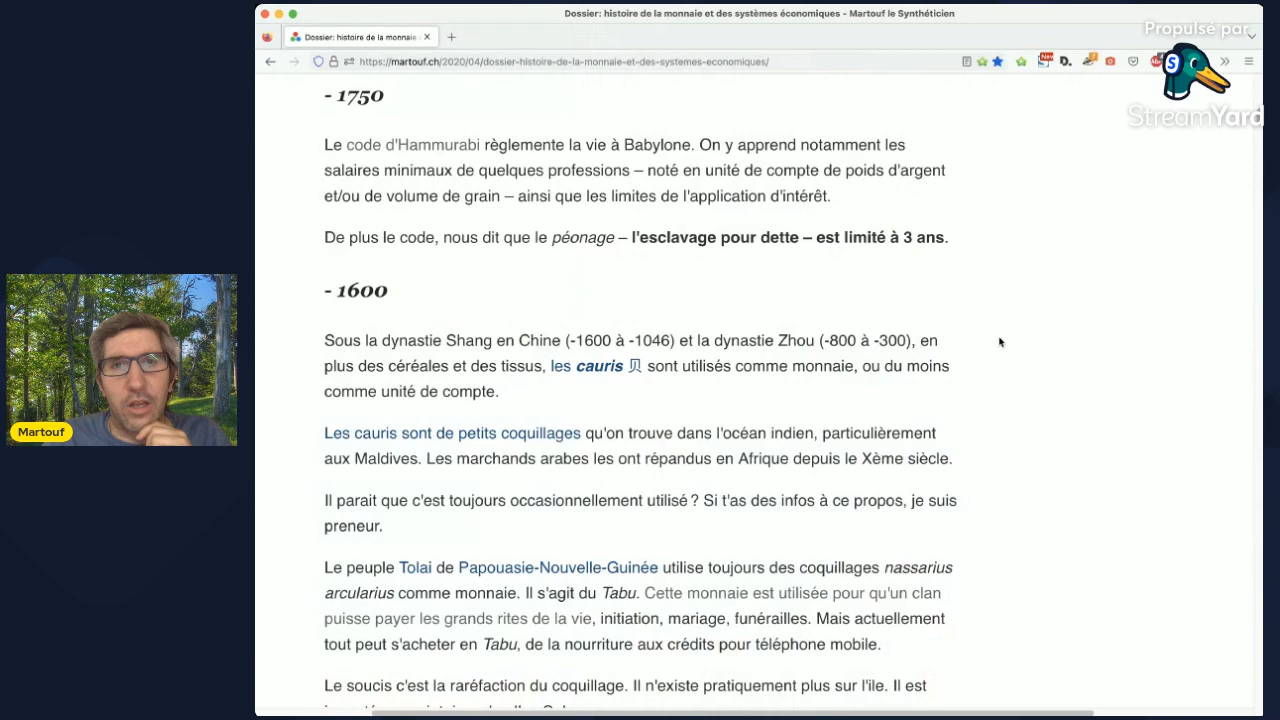 Dossier: histoire de la monnaie et des systèmes économiques - Martouf le Synthéticien
Dossier: histoire de la monnaie
https://martouf.ch/2020/04/dossier-histoire-de-la-monnaie-et-des-systemes-economiques/
New
D.
Propulsé par
S
StreamYard
- 1750
Le code d'Hammurabi règlemente la vie à Babylone. On y apprend notamment les
salaires minimaux de quelques professions – noté en unité de compte de poids d'argent
et/ou de volume de grain – ainsi que les limites de l'application d'intérêt.
De plus le code, nous dit que le péonage – l'esclavage pour dette – est limité à 3 ans.
- 1600
Sous la dynastie Shang en Chine (-1600 à -1046) et la dynastie Zhou (-800 à -300), en
plus des céréales et des tissus, les cauris 贝 sont utilisés comme monnaie, ou du moins
comme unité de compte.
Les cauris sont de petits coquillages qu'on trouve dans l'océan indien, particulièrement
aux Maldives. Les marchands arabes les ont répandus en Afrique depuis le Xème siècle.
Il parait que c'est toujours occasionnellement utilisé ? Si t'as des infos à ce propos, je suis
preneur.
Le peuple Tolai de Papouasie-Nouvelle-Guinée utilise toujours des coquillages nassarius
arcularius comme monnaie. Il s'agit du Tabu. Cette monnaie est utilisée pour qu'un clan
puisse payer les grands rites de la vie, initiation, mariage, funérailles. Mais actuellement
tout peut s'acheter en Tabu, de la nourriture aux crédits pour téléphone mobile.
Le soucis c'est la raréfaction du coquillage. Il n'existe pratiquement plus sur l'ile. Il est
Martouf